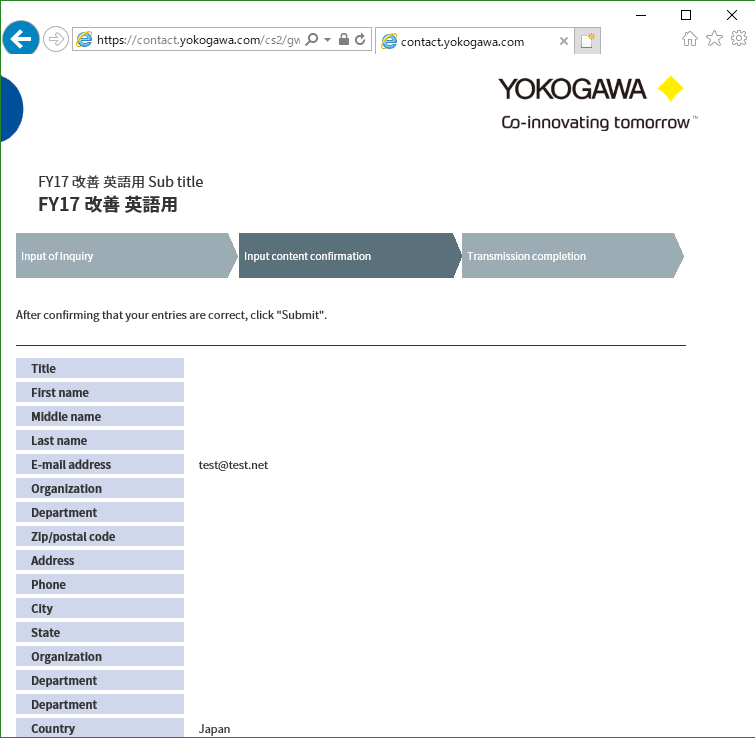 https://contact.yokogawa.com/cs2/gw
contact.yokogawa.com
YOKOGAWA
Co-innovating tomorrow™
FY17 改善 英語用 Sub title
FY17 改善 英語用
Input of Inquiry
Input content confirmation
Transmission completion
After confirming that your entries are correct, click "Submit".
Title
First name
Middle name
Last name
E-mail address test@test.net
Organization
Department
Zip/postal code
Address
Phone
City
State
Organization
Department
Department
Country Japan